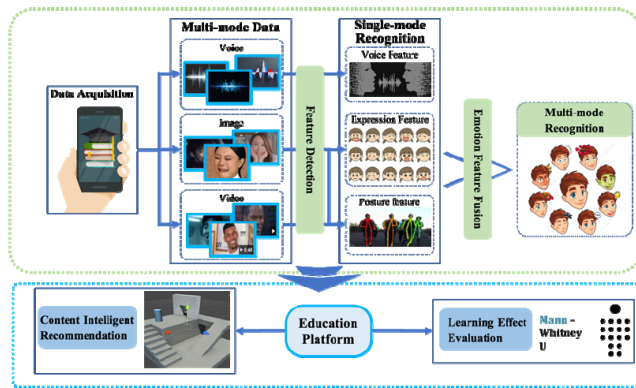 Data Acquisition
Multi-mode Data
Voice
Image
Video
Feature Detection
Single-mode
Recognition
Voice Feature
Expression Feature
Posture feature
Emotion Feature Fusion
Multi-mode
Recognition
Content Intelligent
Recommendation
Education
Platform
Learning Effect
Evaluation
Mann -
Whitney
U